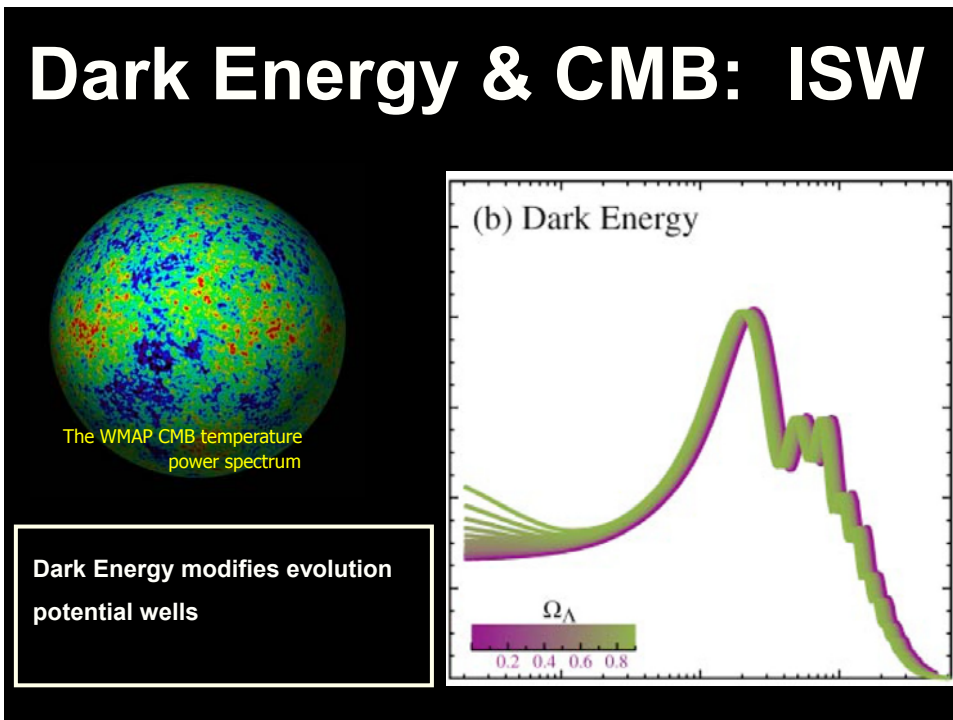 Dark Energy & CMB: ISW
The WMAP CMB temperature
power spectrum
Dark Energy modifies evolution
potential wells
(b) Dark Energy
ΩΛ
0.2 0.4 0.6 0.8